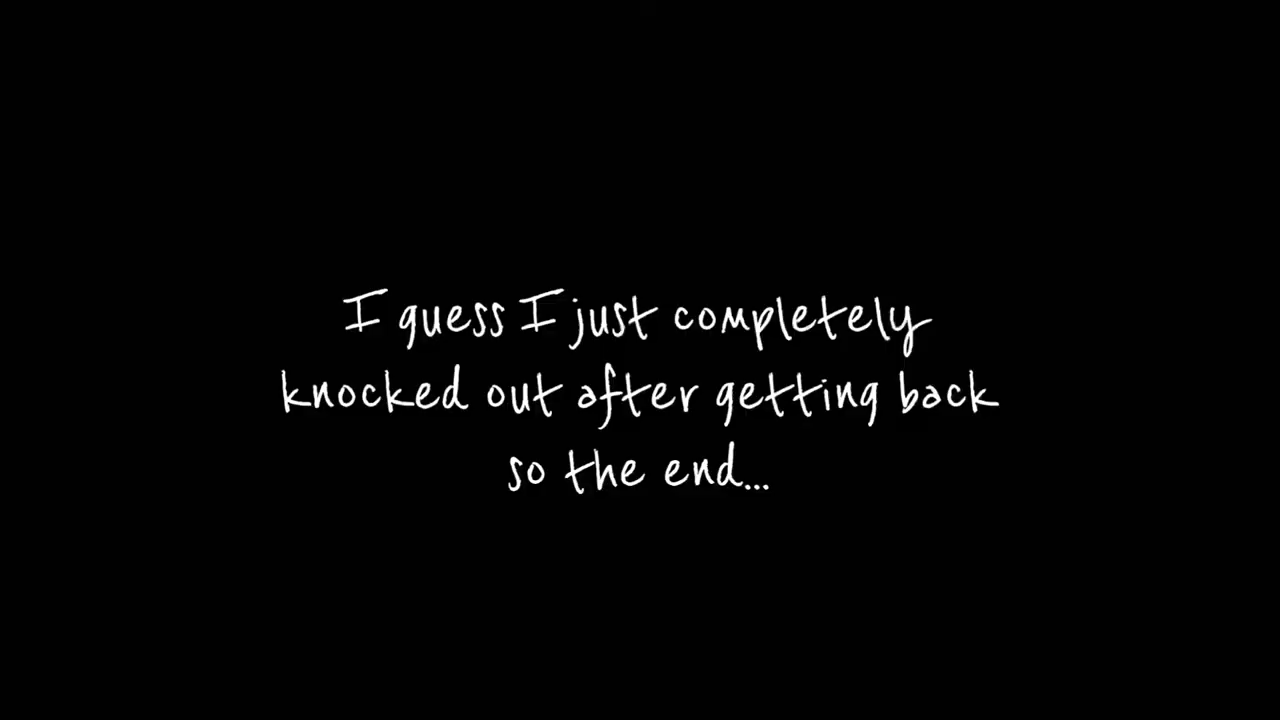 I guess I just completely
knocked out after getting back
so the end...